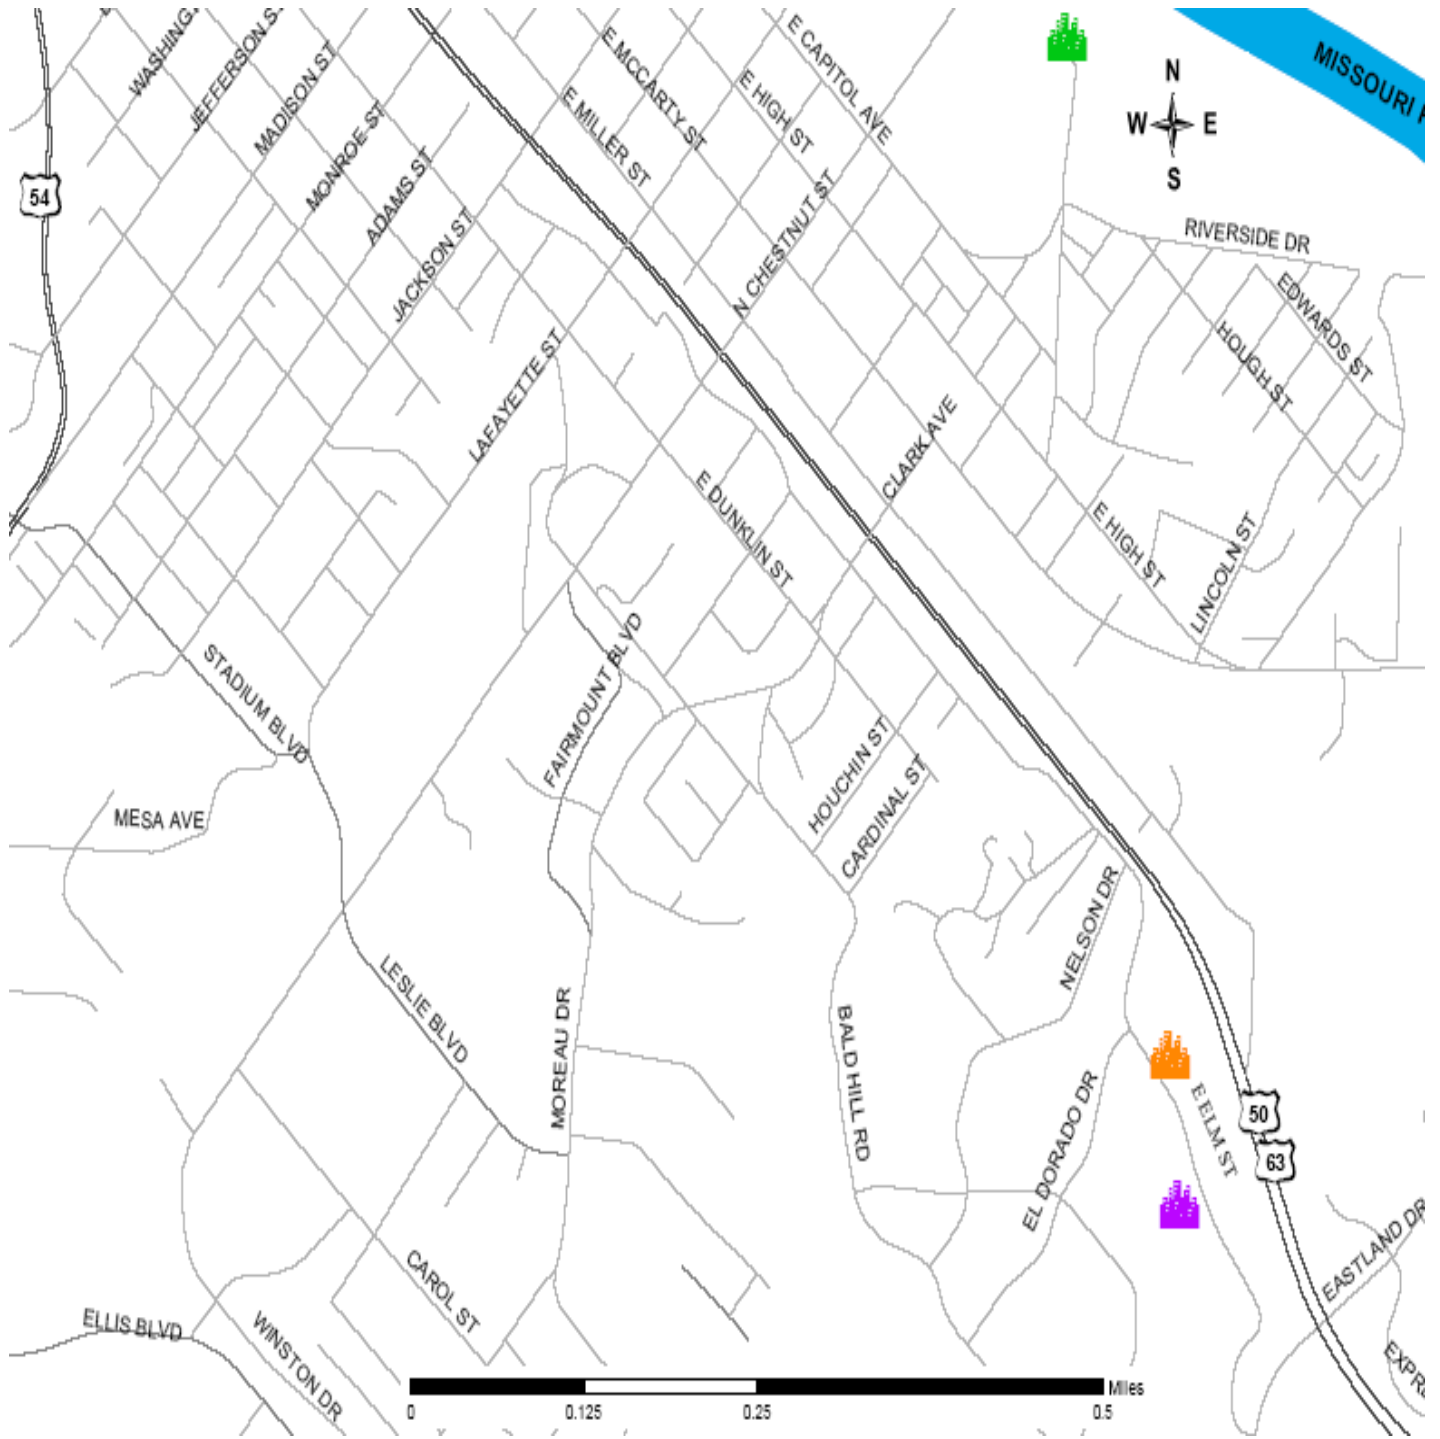 WASHING
JEFFERSON S
MADISON ST
MONROE ST
ADAMS ST
JACKSON ST
LAFAYETTE ST
E MCCARTY ST
E MILLER ST
E HIGH ST
E CAPITOL AVE
N CHESTNUT ST
MISSOURI
N
W E
S
54
RIVERSIDE DR
EDWARDS ST
HOUGH ST
CLARK AVE
E DUNKLIN ST
E HIGH ST
LINCOLN ST
STADIUM BLVD
FAIRMOUNT BLVD
HOUCHIN ST
CARDINAL ST
MESA AVE
NELSON DR
LESLIE BLVD
MOREAU DR
BALD HILL RD
EL DORADO DR
E ELM ST
50
63
EASTLAND DR
CAROL ST
ELLIS BLVD
WINSTON DR
EXPR
Miles
0 0.125 0.25 0.5